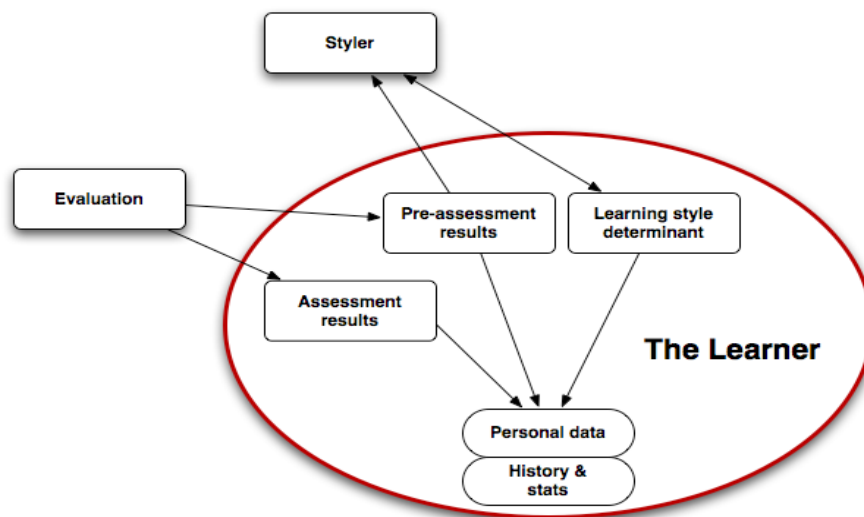 Styler
Evaluation
Pre-assessment
results
Learning style
determinant
Assessment
results
The Learner
Personal data
History &
stats